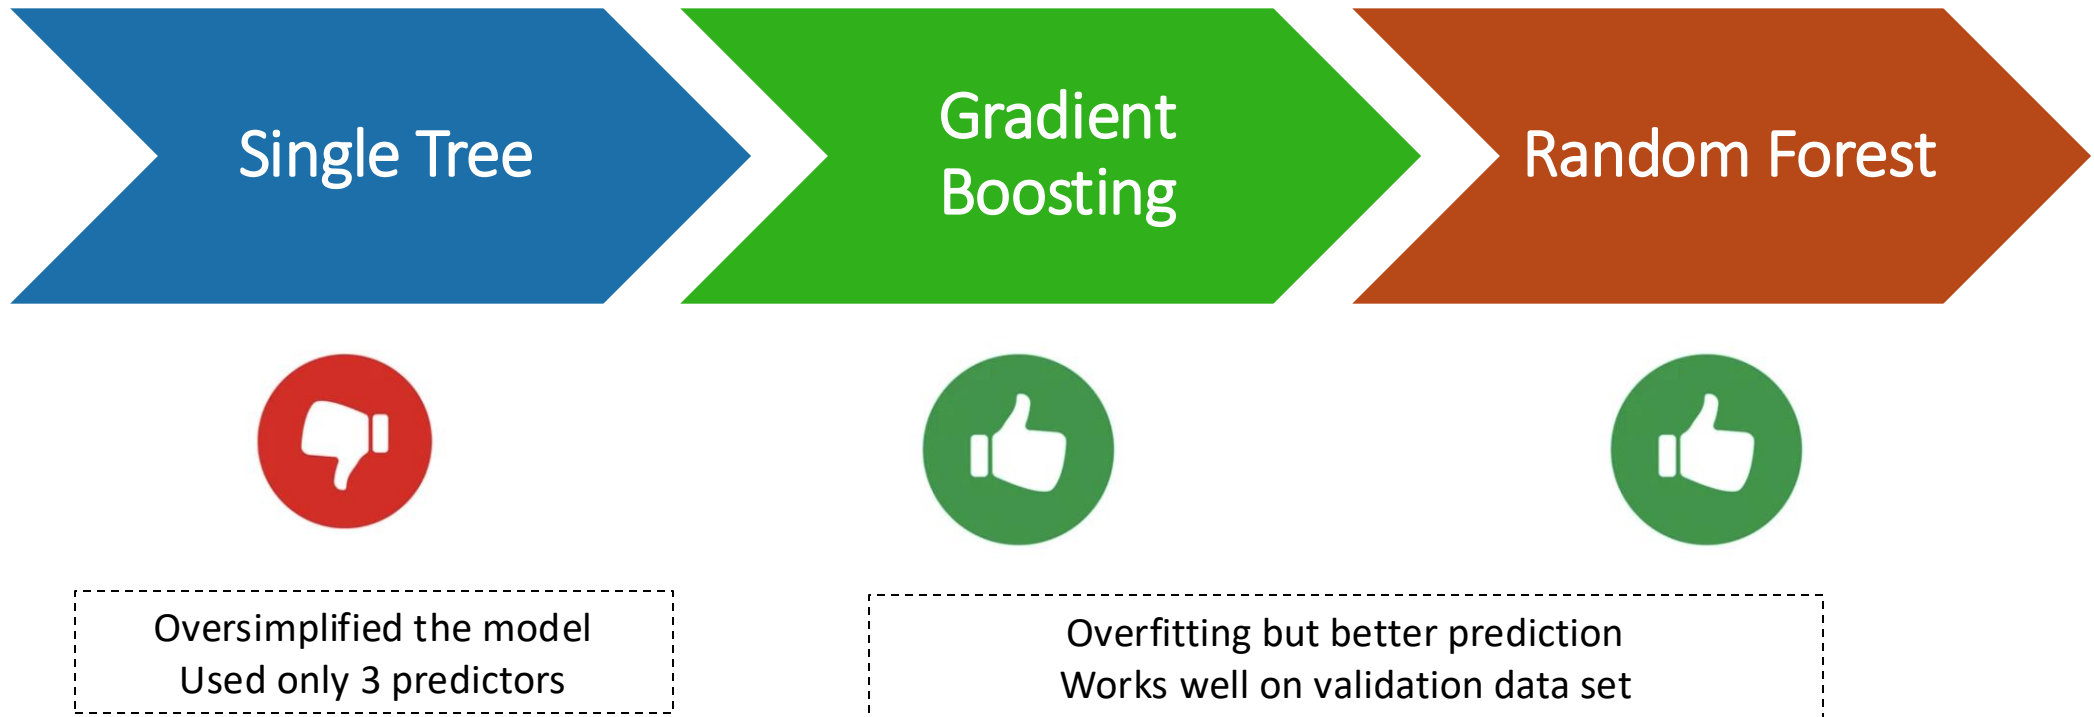 Single Tree
Gradient
Boosting
Random Forest
Oversimplified the model
Used only 3 predictors
Overfitting but better prediction
Works well on validation data set